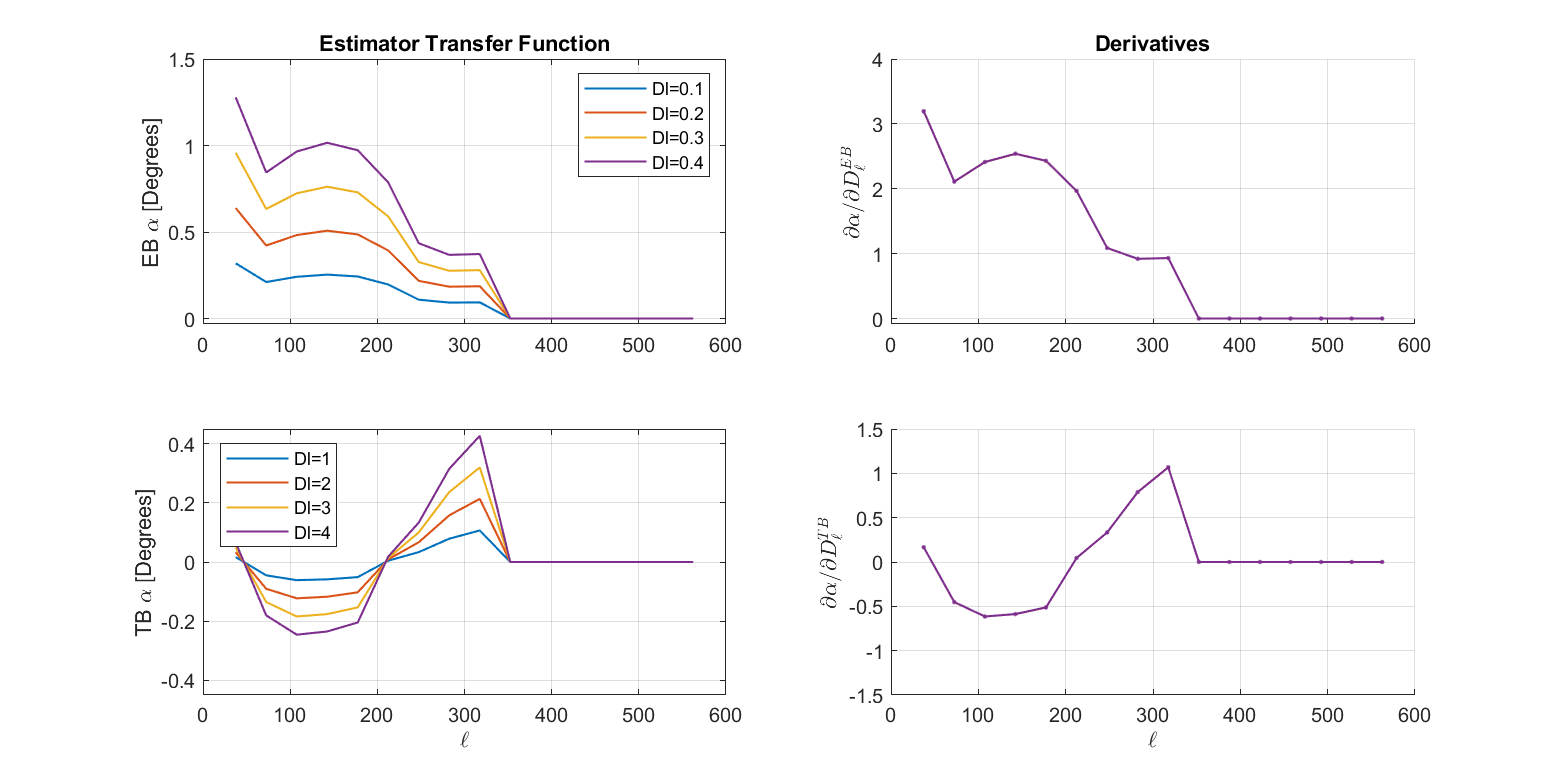 Estimator Transfer Function
EB α [Degrees]
1.5
1
0.5
0
0 100 200 300 400 500 600
Dl=0.1
Dl=0.2
Dl=0.3
Dl=0.4
Derivatives
∂α/∂D_ℓ^{EB}
4
3
2
1
0
0 100 200 300 400 500 600
TB α [Degrees]
0.4
0.2
0
-0.2
-0.4
0 100 200 300 400 500 600
ℓ
Dl=1
Dl=2
Dl=3
Dl=4
∂α/∂D_ℓ^{TB}
1.5
1
0.5
0
-0.5
-1
-1.5
0 100 200 300 400 500 600
ℓ